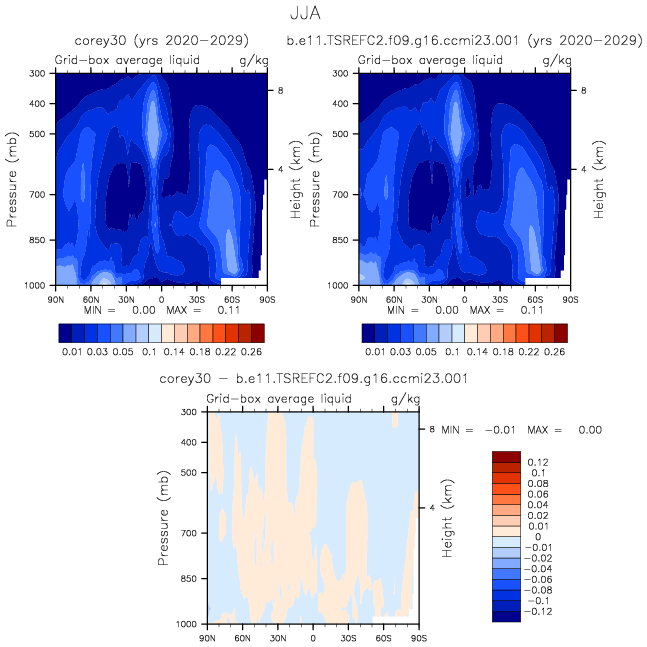 JJA
corey30 (yrs 2020-2029)
b.e11.TSREFC2.f09.g16.ccmi23.001 (yrs 2020-2029)
Grid-box average liquid g/kg
Grid-box average liquid g/kg
300 400 500 700 850 1000
Pressure (mb)
8 4
Height (km)
90N 60N 30N 0 30S 60S 90S
MIN = 0.00 MAX = 0.11
0.01 0.03 0.05 0.1 0.14 0.18 0.22 0.26
300 400 500 700 850 1000
Pressure (mb)
8 4
Height (km)
90N 60N 30N 0 30S 60S 90S
MIN = 0.00 MAX = 0.11
0.01 0.03 0.05 0.1 0.14 0.18 0.22 0.26
corey30 - b.e11.TSREFC2.f09.g16.ccmi23.001
Grid-box average liquid g/kg
300 400 500 700 850 1000
Pressure (mb)
8 4
Height (km)
90N 60N 30N 0 30S 60S 90S
MIN = -0.01 MAX = 0.00
0.12
0.1
0.08
0.06
0.04
0.02
0.01
0
-0.01
-0.02
-0.04
-0.06
-0.08
-0.1
-0.12